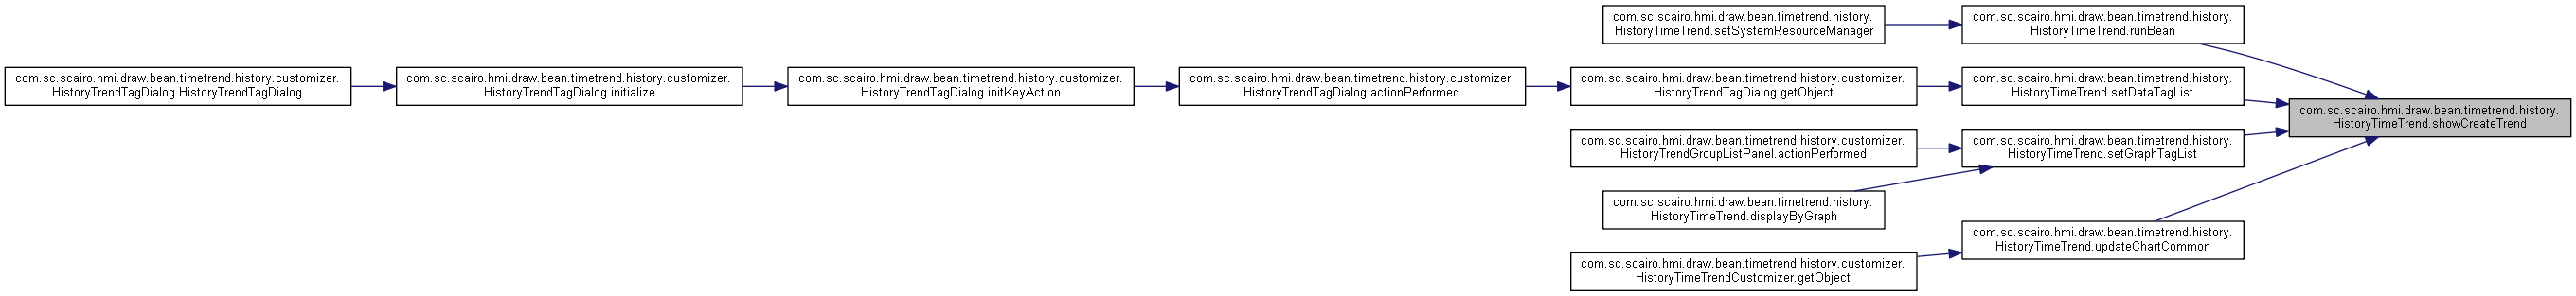 com.sc.scairo.hmi.draw.bean.timetrend.history.
HistoryTimeTrend.setSystemResourceManager
com.sc.scairo.hmi.draw.bean.timetrend.history.
HistoryTimeTrend.runBean
com.sc.scairo.hmi.draw.bean.timetrend.history.customizer.
HistoryTrendTagDialog.HistoryTrendTagDialog
com.sc.scairo.hmi.draw.bean.timetrend.history.customizer.
HistoryTrendTagDialog.initialize
com.sc.scairo.hmi.draw.bean.timetrend.history.customizer.
HistoryTrendTagDialog.initKeyAction
com.sc.scairo.hmi.draw.bean.timetrend.history.customizer.
HistoryTrendTagDialog.actionPerformed
com.sc.scairo.hmi.draw.bean.timetrend.history.customizer.
HistoryTrendTagDialog.getObject
com.sc.scairo.hmi.draw.bean.timetrend.history.
HistoryTimeTrend.setDataTagList
com.sc.scairo.hmi.draw.bean.timetrend.history.
HistoryTimeTrend.showCreateTrend
com.sc.scairo.hmi.draw.bean.timetrend.history.customizer.
HistoryTrendGroupListPanel.actionPerformed
com.sc.scairo.hmi.draw.bean.timetrend.history.
HistoryTimeTrend.setGraphTagList
com.sc.scairo.hmi.draw.bean.timetrend.history.
HistoryTimeTrend.displayByGraph
com.sc.scairo.hmi.draw.bean.timetrend.history.
HistoryTimeTrend.updateChartCommon
com.sc.scairo.hmi.draw.bean.timetrend.history.customizer.
HistoryTimeTrendCustomizer.getObject